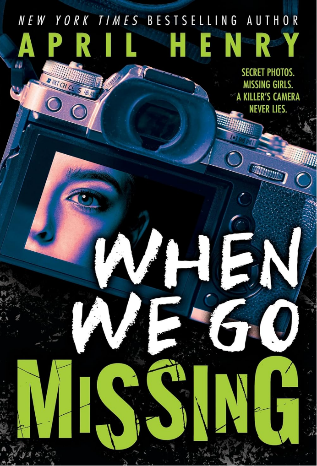 NEW YORK TIMES BESTSELLING AUTHOR
APRIL HENRY
SECRET PHOTOS.
MISSING GIRLS.
A KILLER'S CAMERA
NEVER LIES.
WHEN
WE GO
MISSING